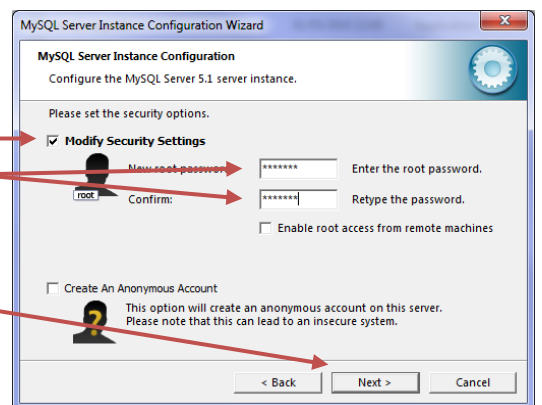 MySQL Server Instance Configuration Wizard
MySQL Server Instance Configuration
Configure the MySQL Server 5.1 server instance.
Please set the security options.
Modify Security Settings
root
New root password:
******* Enter the root password.
Confirm: ******* Retype the password.
Enable root access from remote machines
Create An Anonymous Account
This option will create an anonymous account on this server.
Please note that this can lead to an insecure system.
< Back Next > Cancel